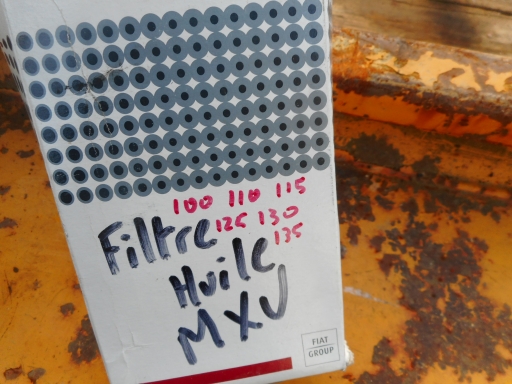 100 110 115
Filtre 125 130
135
Huile
MXU
FIAT
GROUP